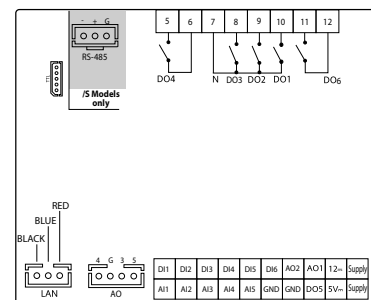 - + G
RS-485
/S Models
only
TTL
5 6 7 8 9 10 11 12
DO4 N DO3 DO2 DO1 DO6
RED
BLUE
BLACK
LAN
4 G 3 5
AO
DI1 DI2 DI3 DI4 DI5 DI6 AO2 AO1 12⎓ Supply
AI1 AI2 AI3 AI4 AI5 GND GND DO5 5V⎓ Supply